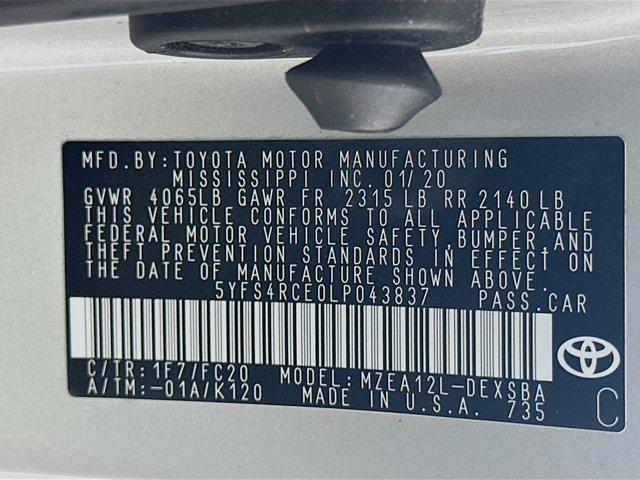 MFD.BY:TOYOTA MOTOR MANUFACTURING
MISSISSIPPI INC. 01/20
GVWR 4065LB GAWR FR 2315 LB RR 2140 LB
THIS VEHICLE CONFORMS TO ALL APPLICABLE
FEDERAL MOTOR VEHICLE SAFETY,BUMPER,AND
THEFT PREVENTION STANDARDS IN EFFECT ON
THE DATE OF MANUFACTURE SHOWN ABOVE.
5YFS4RCE0LP043837 PASS.CAR
C/TR: 1F7/FC20 MODEL: MZEA12L-DEXSBA
A/TM:-01A/K120 MADE IN U.S.A. 735
C